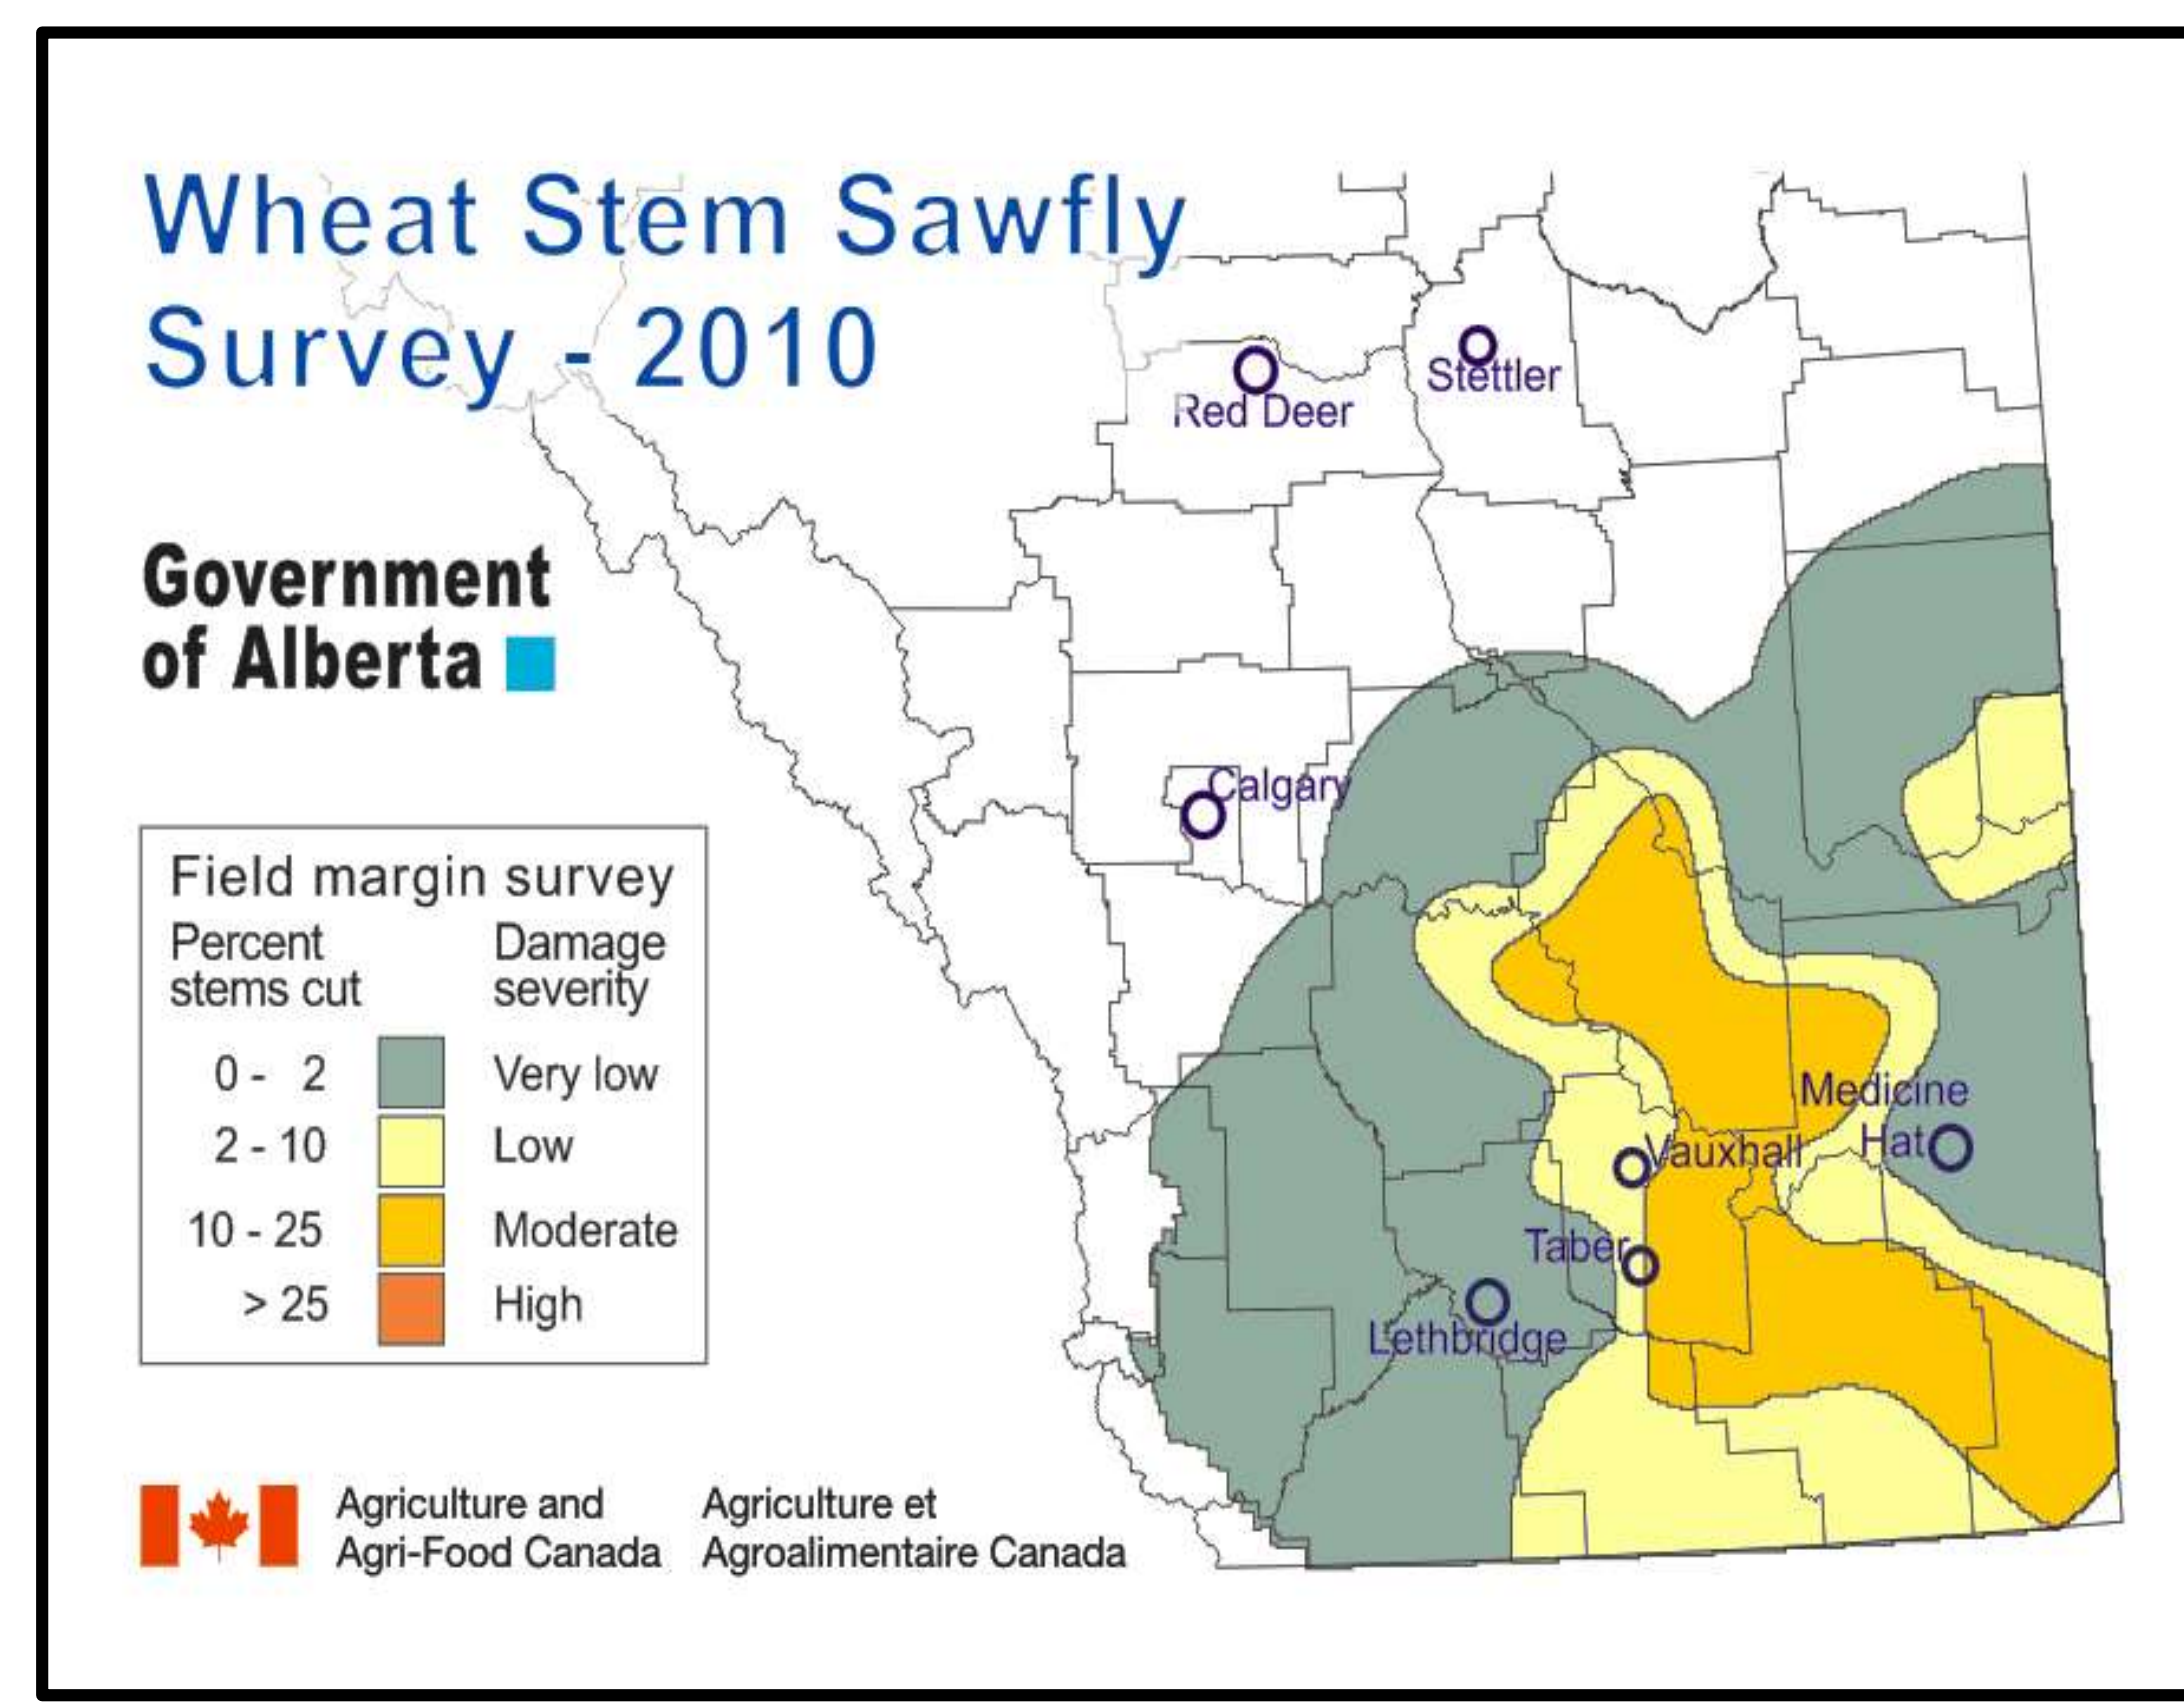 Wheat Stem Sawfly
Survey - 2010
Red Deer
Stettler
Government
of Alberta
Calgary
Field margin survey
Percent
stems cut
Damage
severity
0 - 2
Very low
2 - 10
Low
10 - 25
Moderate
> 25
High
Medicine
Hat
Vauxhall
Taber
Lethbridge
Agriculture and
Agri-Food Canada
Agriculture et
Agroalimentaire Canada